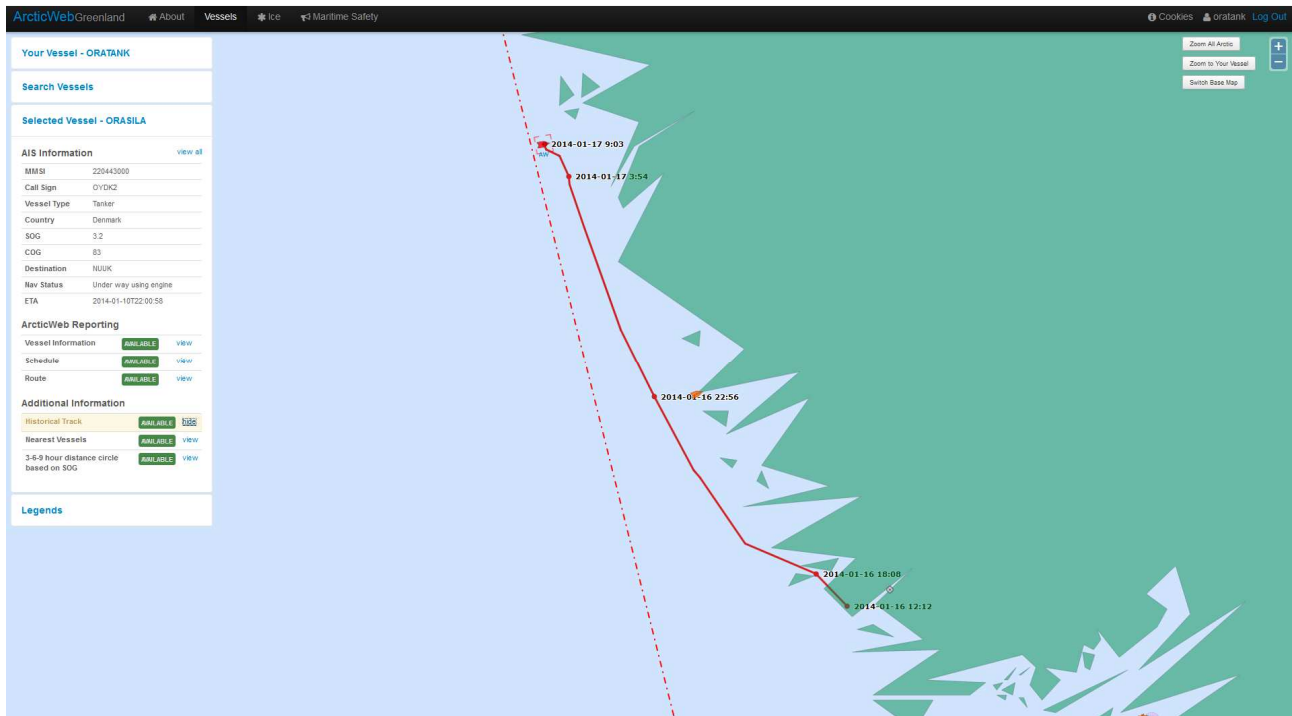 ArcticWebGreenland About Vessels Ice Maritime Safety Cookies oratank Log Out
Your Vessel - ORATANK
Search Vessels
Selected Vessel - ORASILA
AIS Information view all
MMSI 220443000
Call Sign OYDK2
Vessel Type Tanker
Country Denmark
SOG 3.2
COG 83
Destination NUUK
Nav Status Under way using engine
ETA 2014-01-10T22:00:58
ArcticWeb Reporting
Vessel Information AVAILABLE view
Schedule AVAILABLE view
Route AVAILABLE view
Additional Information
Historical Track AVAILABLE hide
Nearest Vessels AVAILABLE view
3-6-9 hour distance circle AVAILABLE view
based on SOG
Legends
Zoom All Arctic
Zoom to Your Vessel
Switch Base Map
+
−
2014-01-17 9:03
AW
2014-01-17 3:54
2014-01-16 22:56
2014-01-16 18:08
2014-01-16 12:12